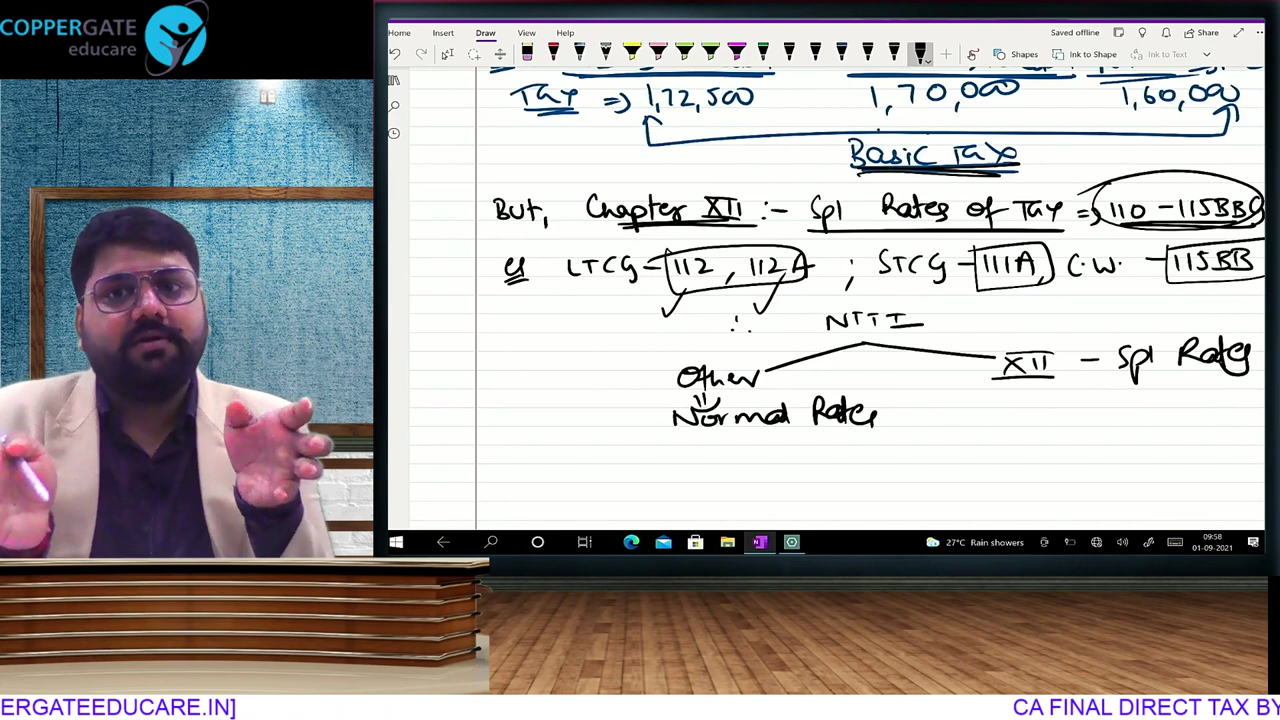 COPPERGATE
educare
Home Insert Draw View Help
Saved offline
Share
Shapes
Ink to Shape
Ink to Text
Tax => 1,72,500 1,70,000 1,60,000
Basic Tax
But, Chapter XII :- Spl Rates of Tax => 110 - 115BB
LTCG - 112, 112A ; STCG - 111A, C.W. - 115BB
∴ NTTI
Other XII - Spl Rates
Normal Rates
27°C Rain showers
09:58
01-09-2021
ERGATEEDUCARE.IN]
CA FINAL DIRECT TAX BY